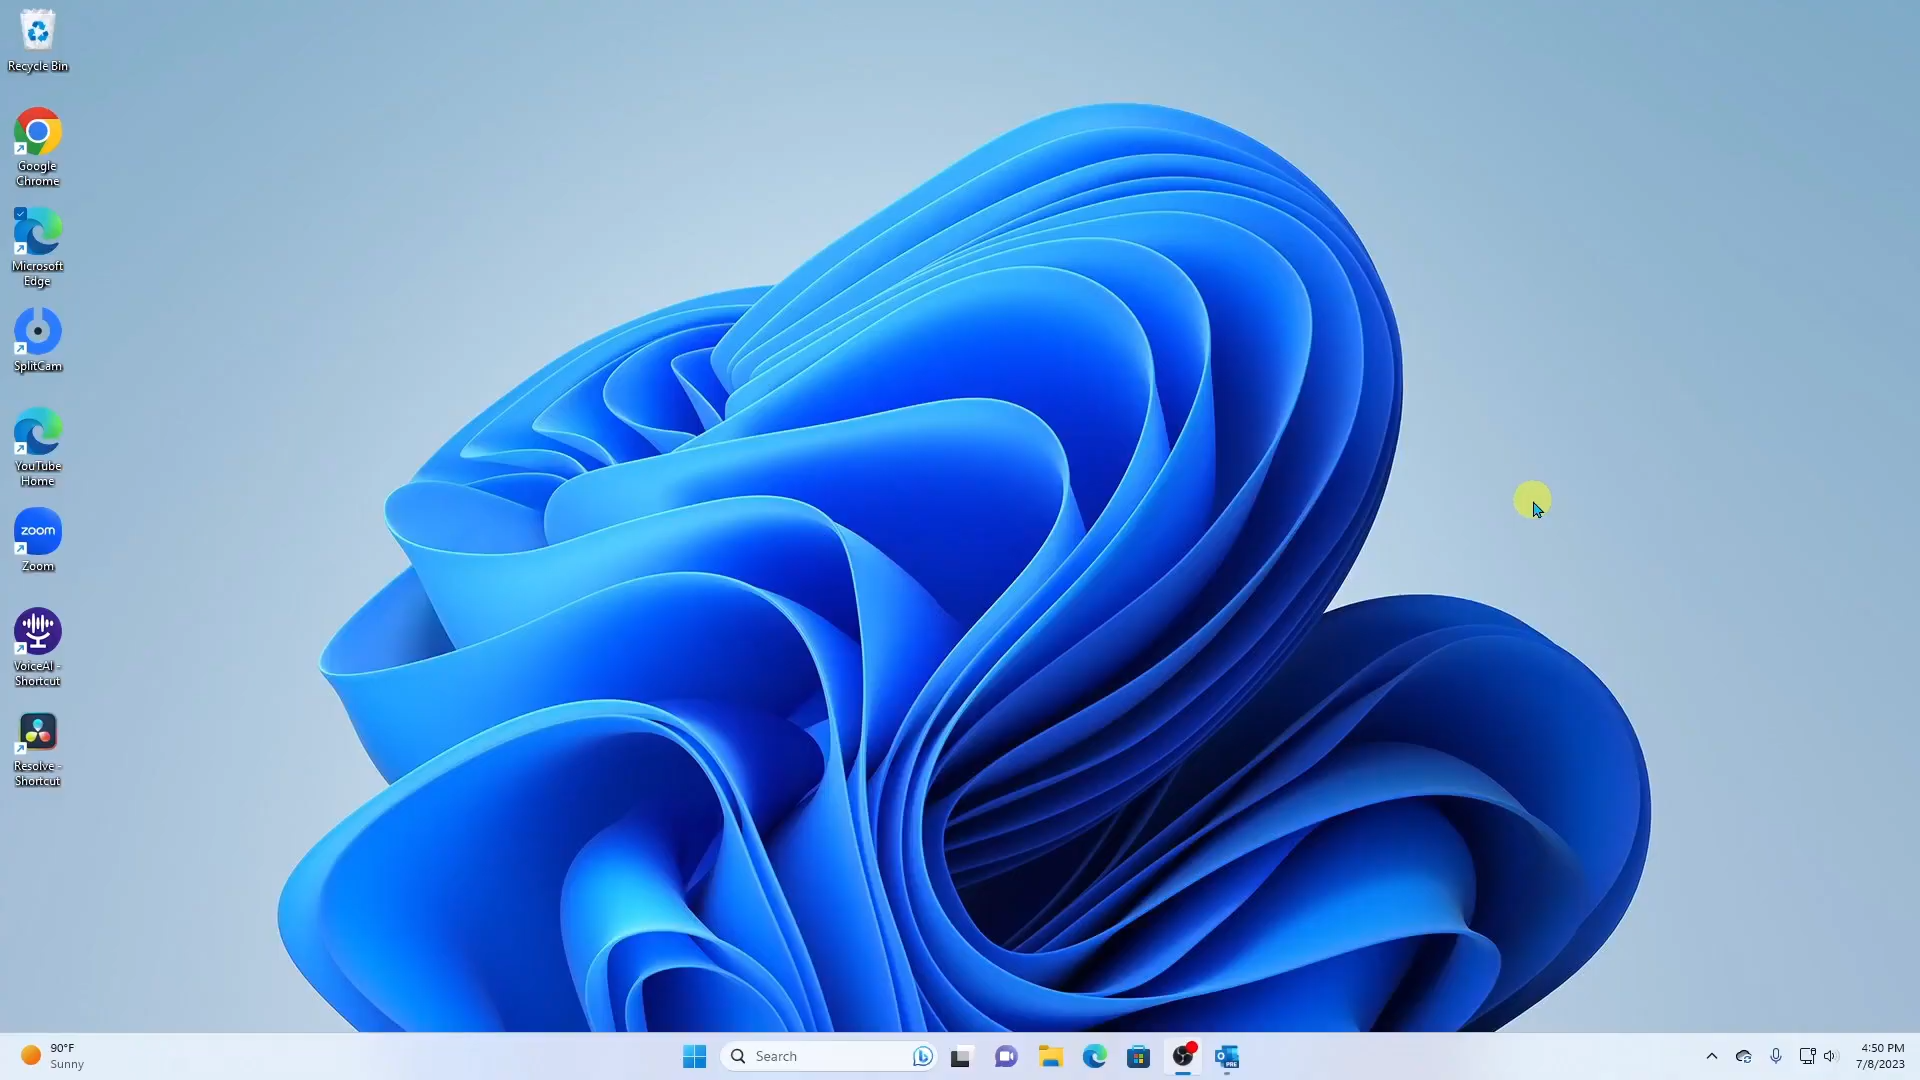 Recycle Bin
Google
Chrome
Microsoft
Edge
SplitCam
YouTube
Home
zoom
Zoom
VoiceAI -
Shortcut
Resolve -
Shortcut
90°F
Sunny
Search
PRE
4:50 PM
7/8/2023